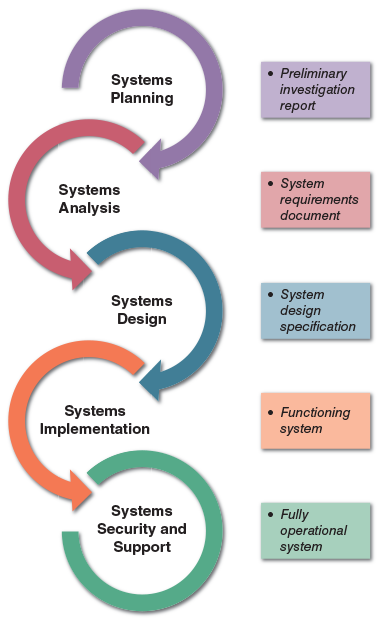 Systems
Planning
• Preliminary
investigation
report
Systems
Analysis
• System
requirements
document
Systems
Design
• System
design
specification
Systems
Implementation
• Functioning
system
Systems
Security and
Support
• Fully
operational
system